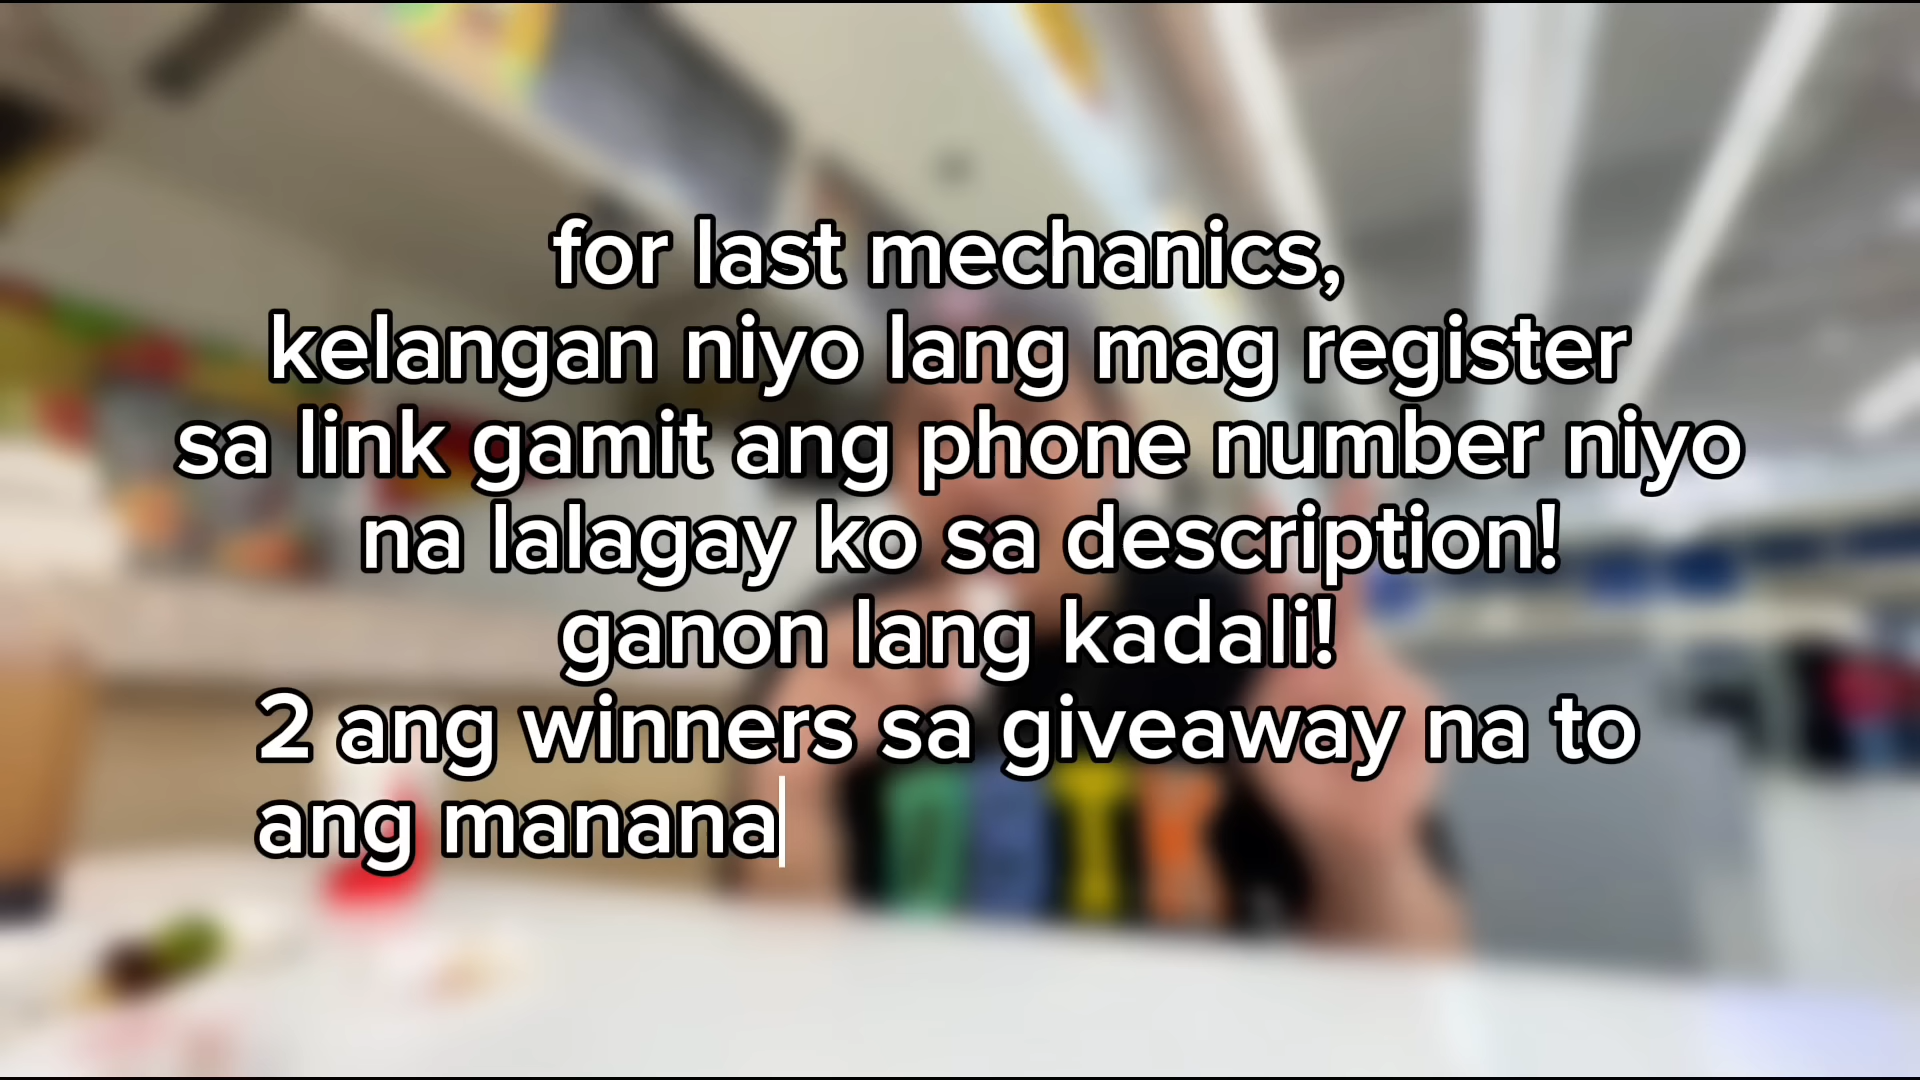 for last mechanics,
kelangan niyo lang mag register
sa link gamit ang phone number niyo
na lalagay ko sa description!
ganon lang kadali!
2 ang winners sa giveaway na to
ang manana